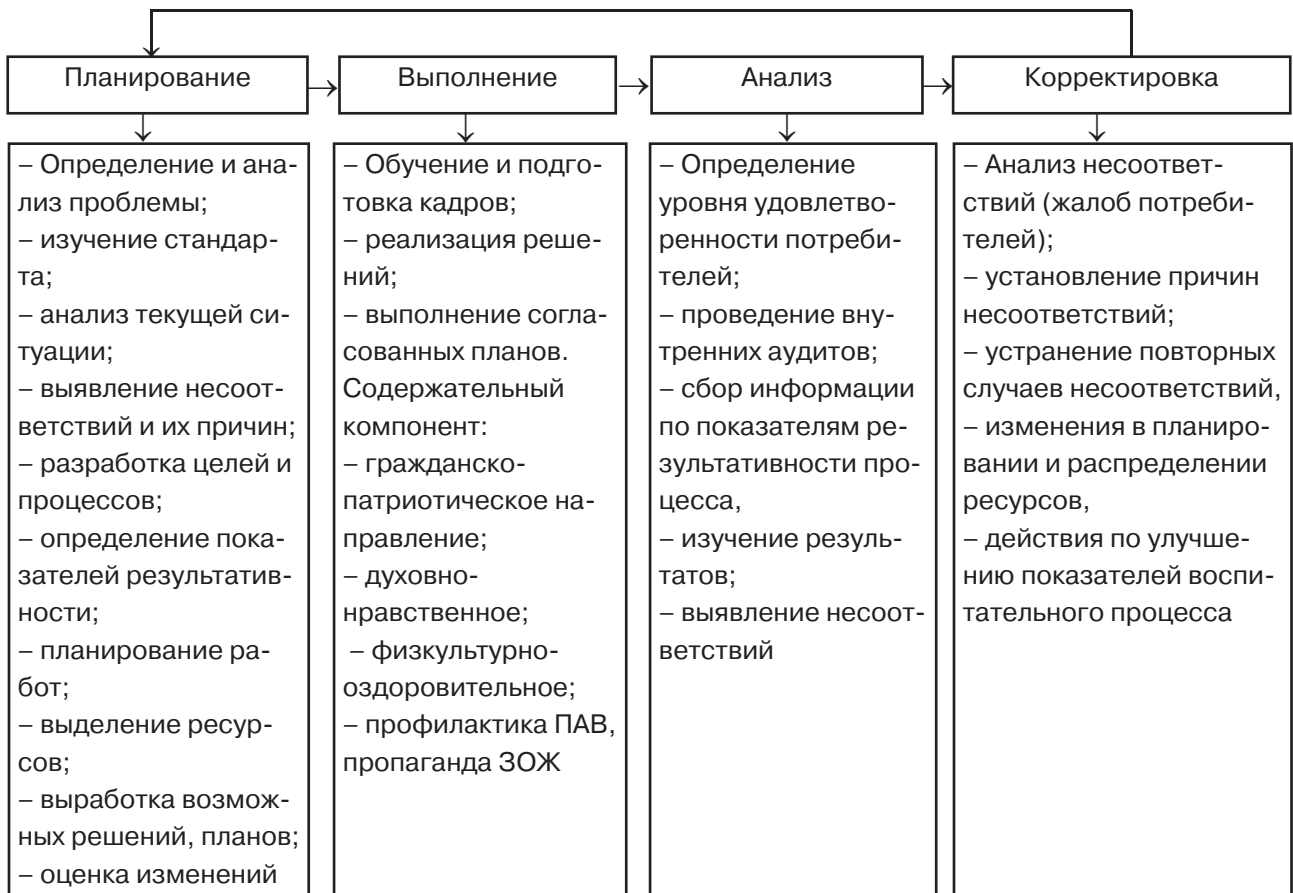 Планирование
Выполнение
Анализ
Корректировка
– Определение и ана-
лиз проблемы;
– изучение стандар-
та;
– анализ текущей си-
туации;
– выявление несоот-
ветствий и их причин;
– разработка целей и
процессов;
– определение пока-
зателей результатив-
ности;
– планирование ра-
бот;
– выделение ресур-
сов;
– выработка возмож-
ных решений, планов;
– оценка изменений
– Обучение и подго-
товка кадров;
– реализация реше-
ний;
– выполнение согла-
сованных планов.
Содержательный
компонент:
– гражданско-
патриотическое на-
правление;
– духовно-
нравственное;
– физкультурно-
оздоровительное;
– профилактика ПАВ,
пропаганда ЗОЖ
– Определение
уровня удовлетво-
ренности потреби-
телей;
– проведение вну-
тренних аудитов;
– сбор информации
по показателям ре-
зультативности про-
цесса,
– изучение резуль-
татов;
– выявление несоот-
ветствий
– Анализ несоответ-
ствий (жалоб потреби-
телей);
– установление причин
несоответствий;
– устранение повторных
случаев несоответствий,
– изменения в планиро-
вании и распределении
ресурсов,
– действия по улучше-
нию показателей воспи-
тательного процесса